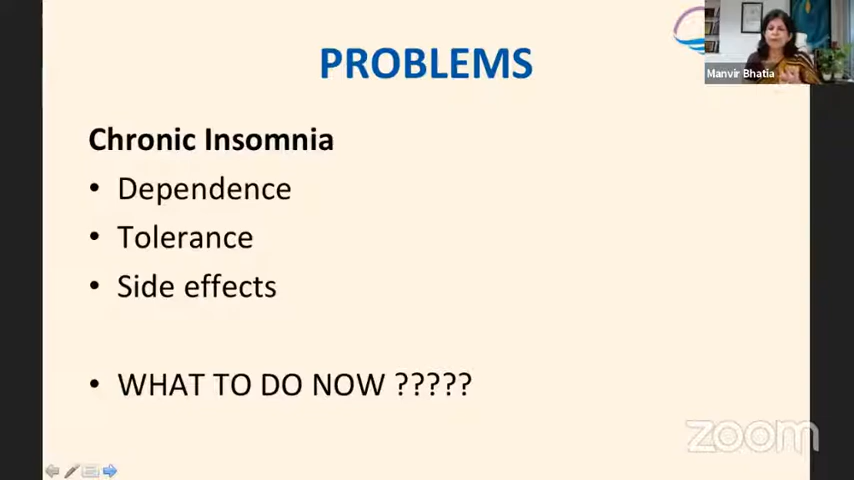 PROBLEMS
Manvir Bhatia
Chronic Insomnia
• Dependence
• Tolerance
• Side effects
• WHAT TO DO NOW ?????
zoom